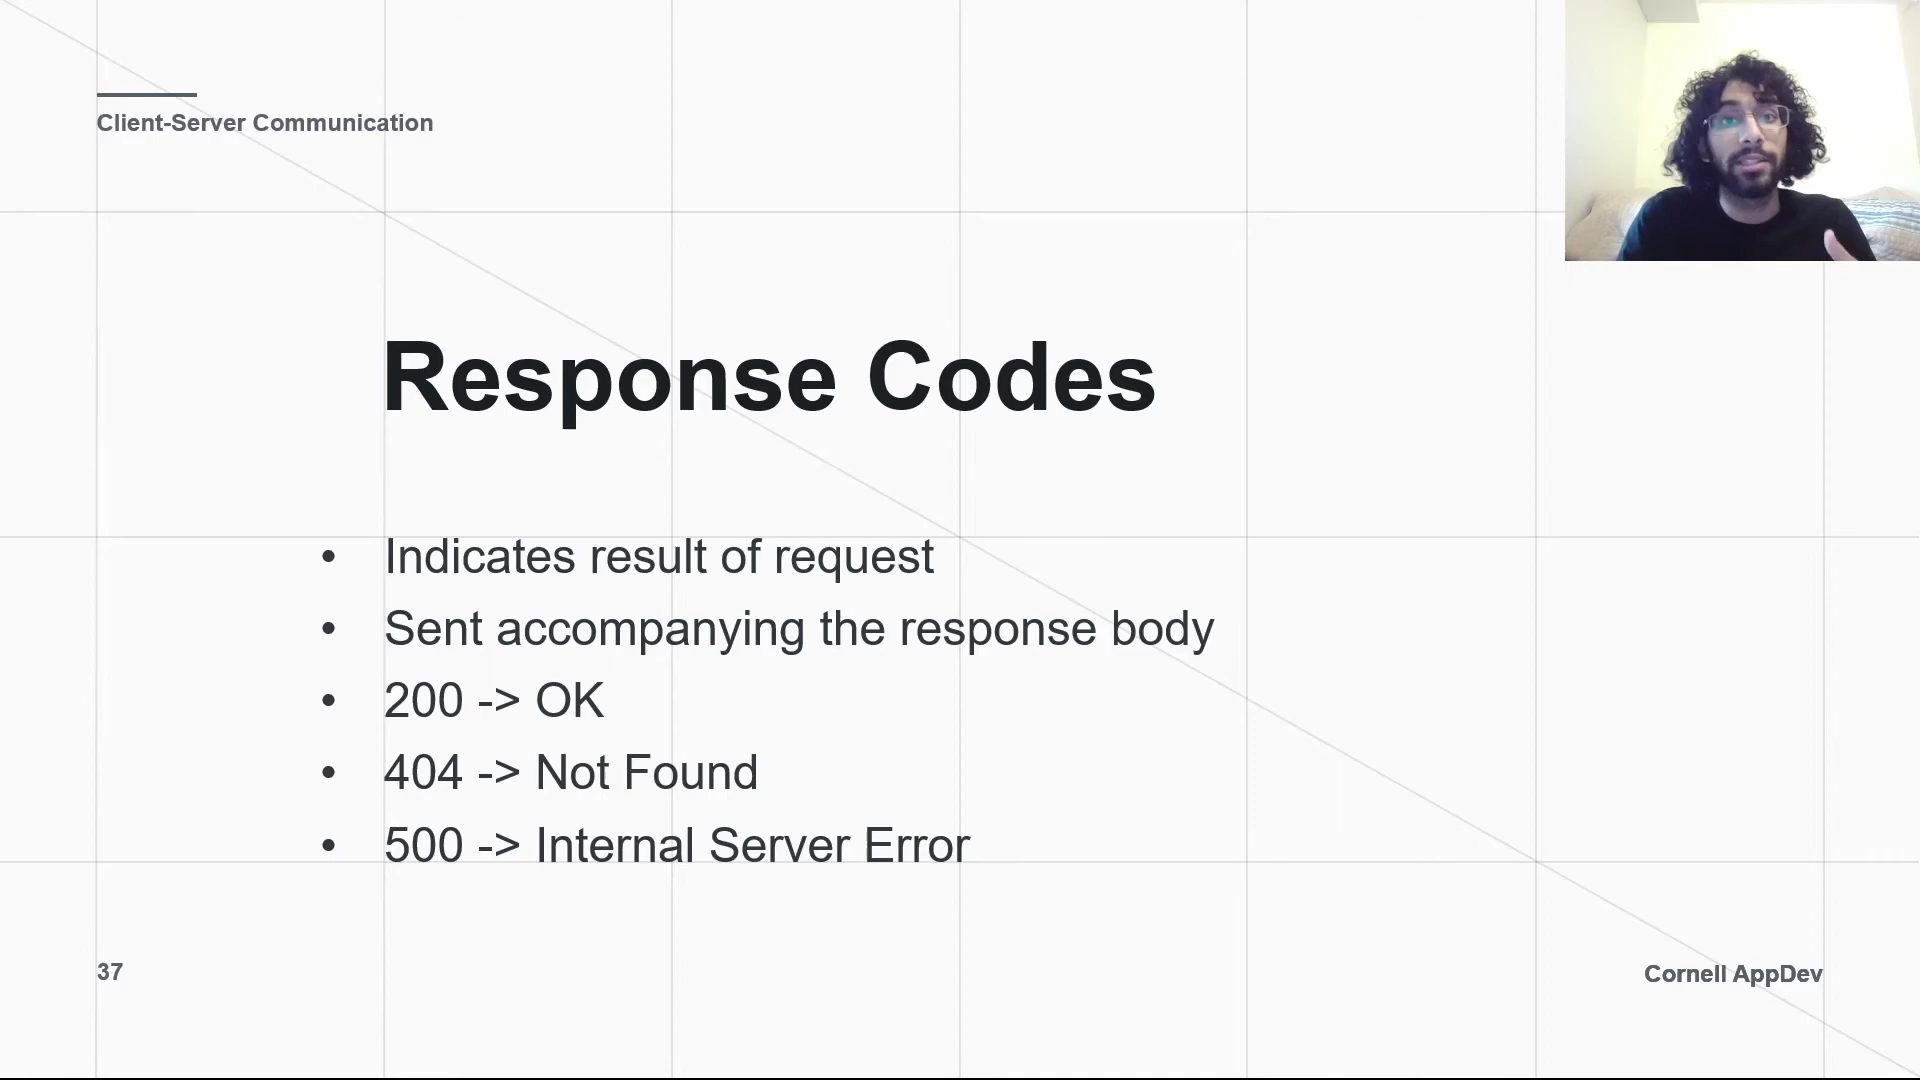 Client-Server Communication
Response Codes
• Indicates result of request
• Sent accompanying the response body
• 200 -> OK
• 404 -> Not Found
• 500 -> Internal Server Error
37
Cornell AppDev